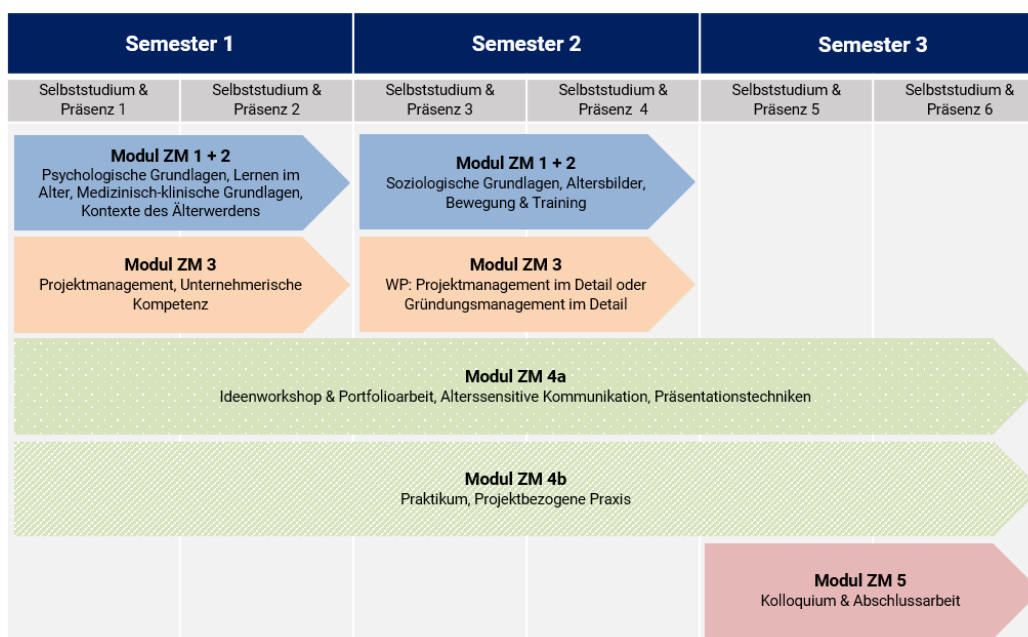 Semester 1
Semester 2
Semester 3
Selbststudium &
Präsenz 1
Selbststudium &
Präsenz 2
Selbststudium &
Präsenz 3
Selbststudium &
Präsenz 4
Selbststudium &
Präsenz 5
Selbststudium &
Präsenz 6
Modul ZM 1 + 2
Psychologische Grundlagen, Lernen im
Alter, Medizinisch-klinische Grundlagen,
Kontexte des Älterwerdens
Modul ZM 1 + 2
Soziologische Grundlagen, Altersbilder,
Bewegung & Training
Modul ZM 3
Projektmanagement, Unternehmerische
Kompetenz
Modul ZM 3
WP: Projektmanagement im Detail oder
Gründungsmanagement im Detail
Modul ZM 4a
Ideenworkshop & Portfolioarbeit, Alterssensitive Kommunikation, Präsentationstechniken
Modul ZM 4b
Praktikum, Projektbezogene Praxis
Modul ZM 5
Kolloquium & Abschlussarbeit